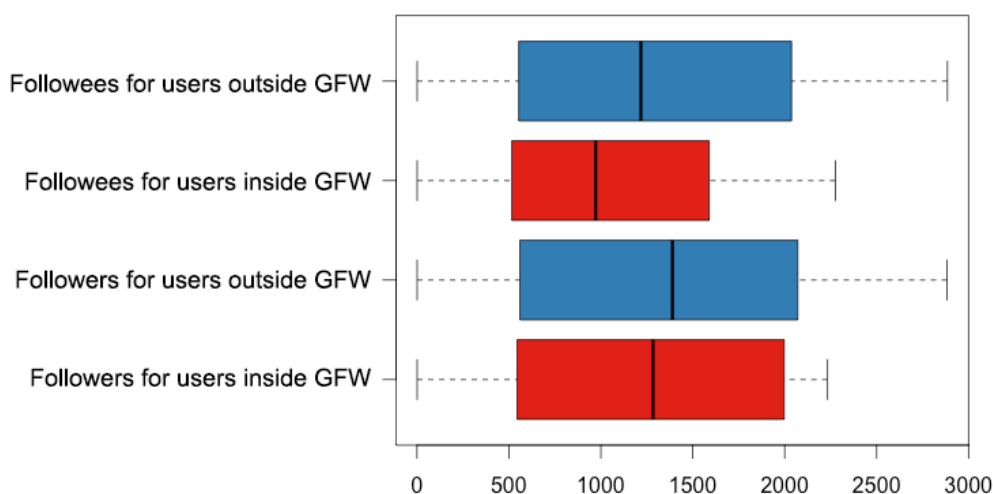 Followees for users outside GFW
Followees for users inside GFW
Followers for users outside GFW
Followers for users inside GFW
0 500 1000 1500 2000 2500 3000